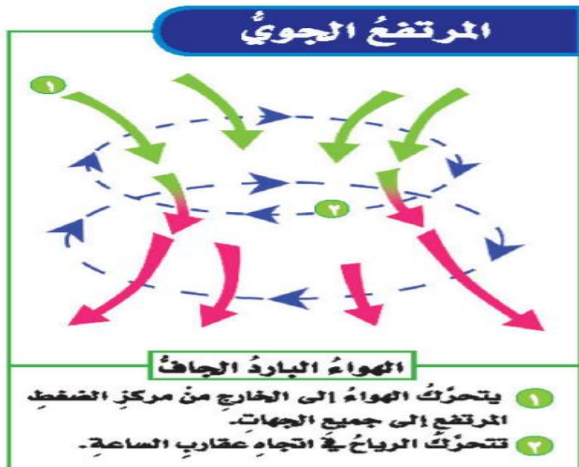 المرتفعُ الجويُّ
١
٢
الهواءُ الباردُ الجافُّ
١ يتحرَّكُ الهواءُ إلى الخارجِ منْ مركزِ الضغطِ
المرتفعِ إلى جميعِ الجهاتِ.
٢ تتحرَّكُ الرياحُ في اتجاهِ عقاربِ الساعةِ.